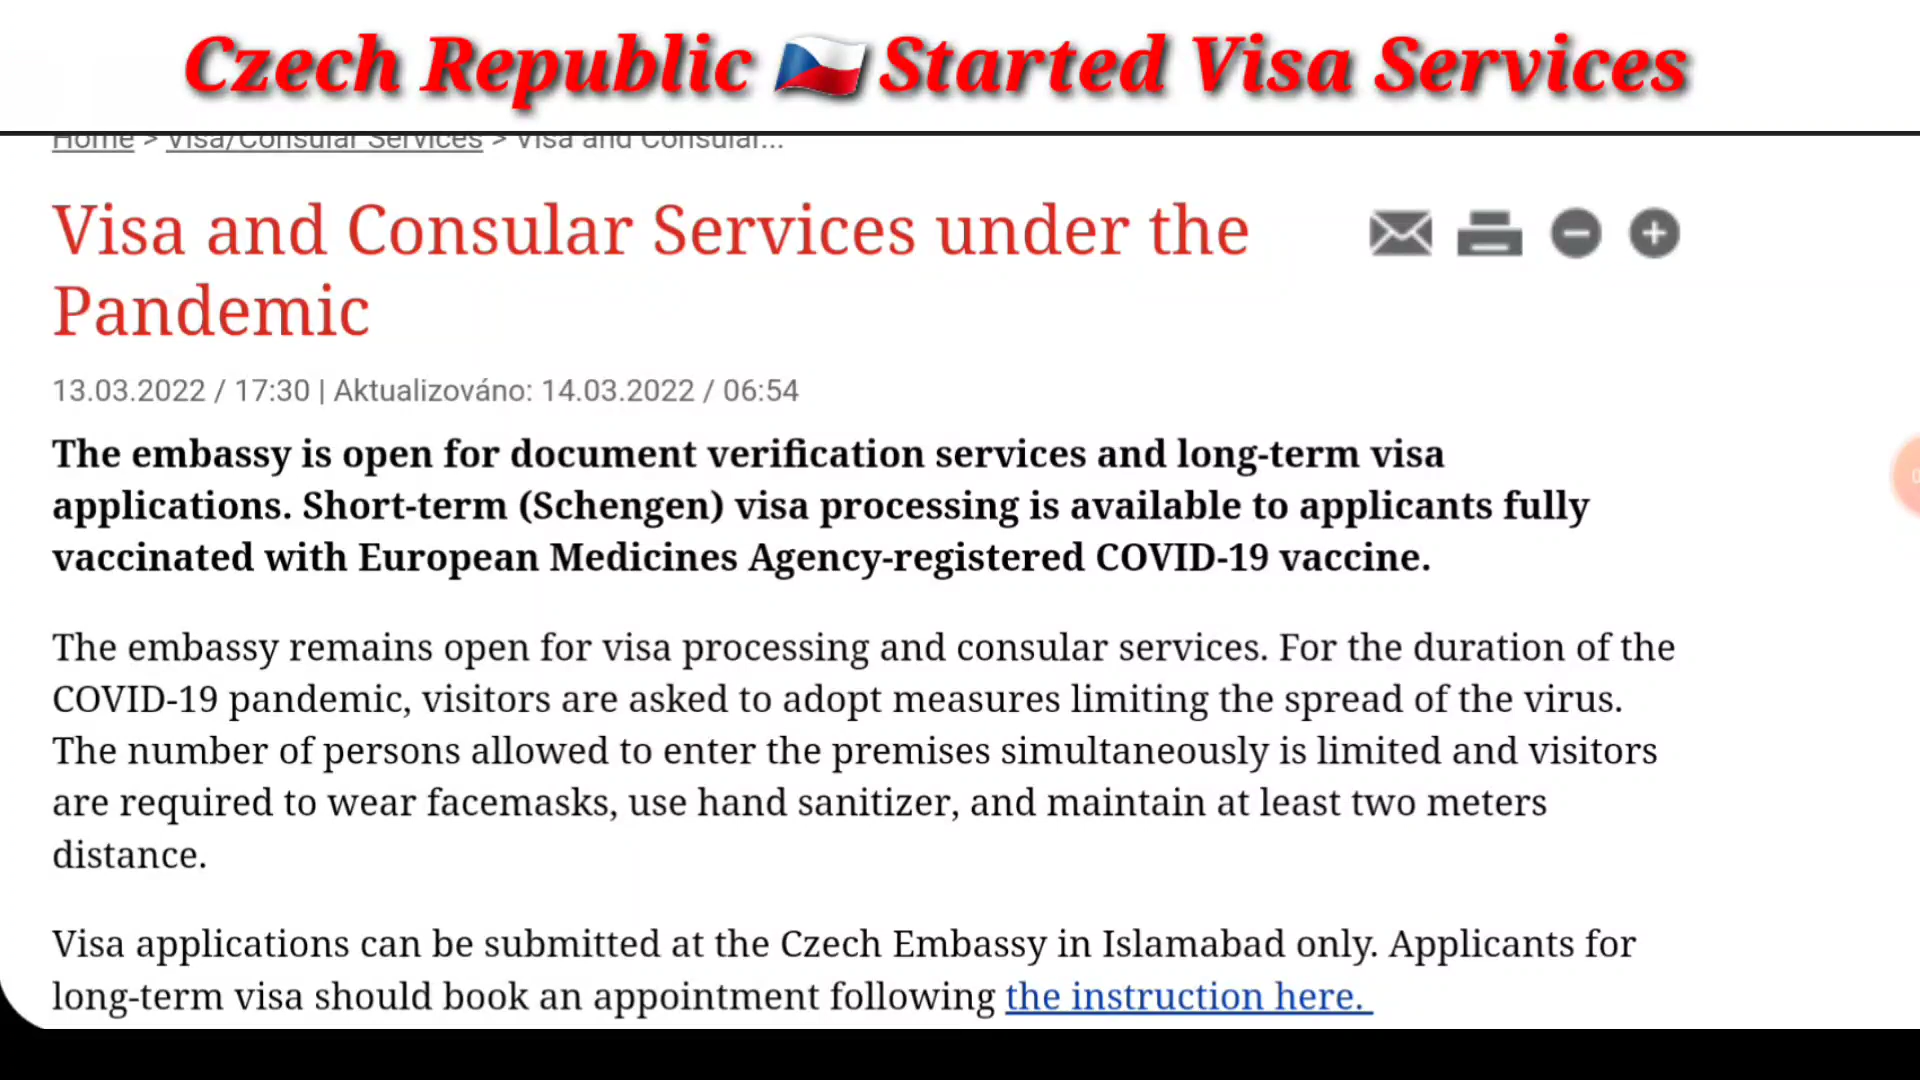 Czech Republic 🇨🇿 Started Visa Services
Home > Visa/Consular Services > Visa and Consular...
Visa and Consular Services under the
Pandemic
13.03.2022 / 17:30 | Aktualizováno: 14.03.2022 / 06:54
The embassy is open for document verification services and long-term visa
applications. Short-term (Schengen) visa processing is available to applicants fully
vaccinated with European Medicines Agency-registered COVID-19 vaccine.
The embassy remains open for visa processing and consular services. For the duration of the
COVID-19 pandemic, visitors are asked to adopt measures limiting the spread of the virus.
The number of persons allowed to enter the premises simultaneously is limited and visitors
are required to wear facemasks, use hand sanitizer, and maintain at least two meters
distance.
Visa applications can be submitted at the Czech Embassy in Islamabad only. Applicants for
long-term visa should book an appointment following the instruction here.